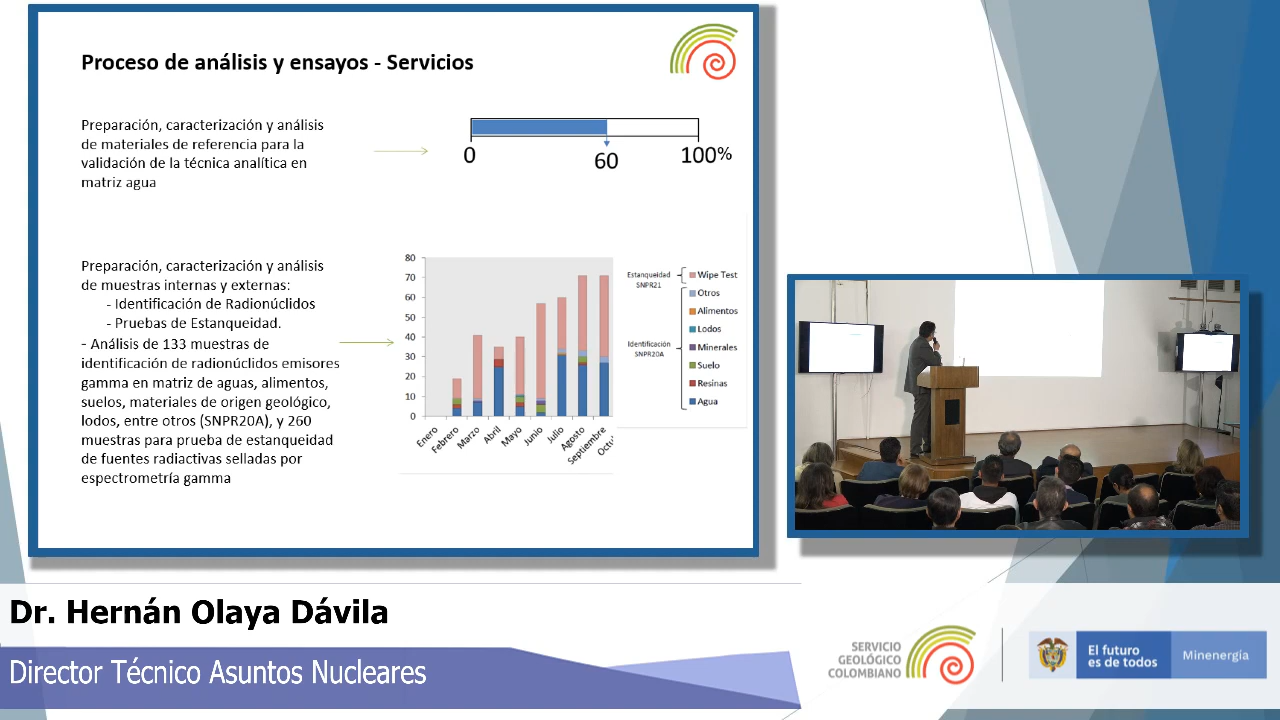 Proceso de análisis y ensayos - Servicios
Preparación, caracterización y análisis
de materiales de referencia para la
validación de la técnica analítica en
matriz agua
0
60
100%
Preparación, caracterización y análisis
de muestras internas y externas:
- Identificación de Radionúclidos
- Pruebas de Estanqueidad.
- Análisis de 133 muestras de
identificación de radionúclidos emisores
gamma en matriz de aguas, alimentos,
suelos, materiales de origen geológico,
lodos, entre otros (SNPR20A), y 260
muestras para prueba de estanqueidad
de fuentes radiactivas selladas por
espectrometría gamma
80
70
60
50
40
30
20
10
0
Enero
Febrero
Marzo
Abril
Mayo
Junio
Julio
Agosto
Septiembre
Octu
Estanqueidad
SNPR21
Identificación
SNPR20A
Wipe Test
Otros
Alimentos
Lodos
Minerales
Suelo
Resinas
Agua
Dr. Hernán Olaya Dávila
Director Técnico Asuntos Nucleares
SERVICIO
GEOLÓGICO
COLOMBIANO
El futuro
es de todos
Minenergía